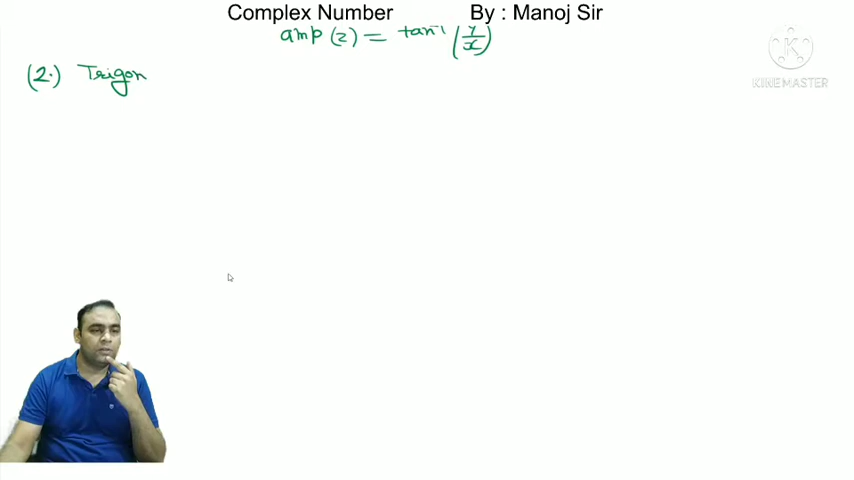 Complex Number By : Manoj Sir
amp (z) = tan⁻¹ (y/x)
(2.) Trigon
KINEMASTER